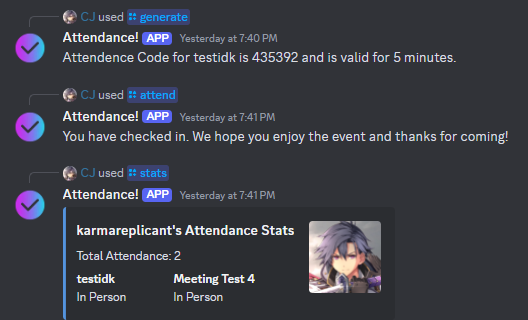 CJ used generate
Attendance! APP Yesterday at 7:40 PM
Attendence Code for testidk is 435392 and is valid for 5 minutes.
CJ used attend
Attendance! APP Yesterday at 7:41 PM
You have checked in. We hope you enjoy the event and thanks for coming!
CJ used stats
Attendance! APP Yesterday at 7:41 PM
karmareplicant's Attendance Stats
Total Attendance: 2
testidk Meeting Test 4
In Person In Person